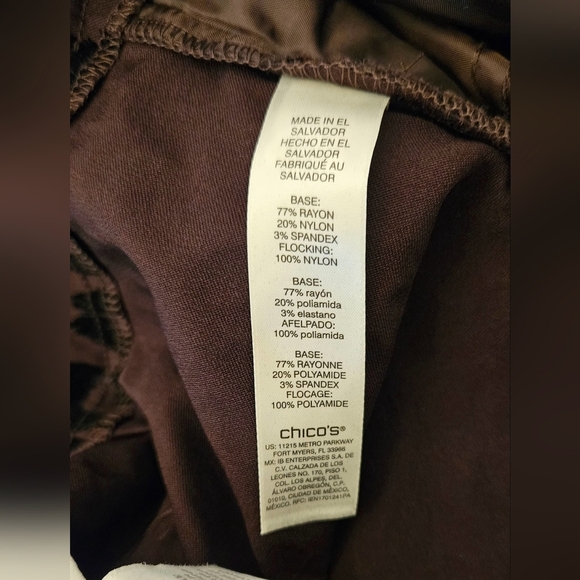 MADE IN EL
SALVADOR
HECHO EN EL
SALVADOR
FABRIQUÉ AU
SALVADOR
BASE:
77% RAYON
20% NYLON
3% SPANDEX
FLOCKING:
100% NYLON
BASE:
77% rayón
20% poliamida
3% elastano
AFELPADO:
100% poliamida
BASE:
77% RAYONNE
20% POLYAMIDE
3% SPANDEX
FLOCAGE:
100% POLYAMIDE
chico's®
US: 11215 METRO PARKWAY
FORT MYERS, FL 33966
MX: IB ENTERPRISES S.A. DE
C.V. CALZADA DE LOS
LEONES NO. 170, PISO 1,
COL. LOS ALPES, DEL.
ÁLVARO OBREGÓN, C.P.
01010, CIUDAD DE MÉXICO,
MÉXICO. RFC: IEN1701241PA